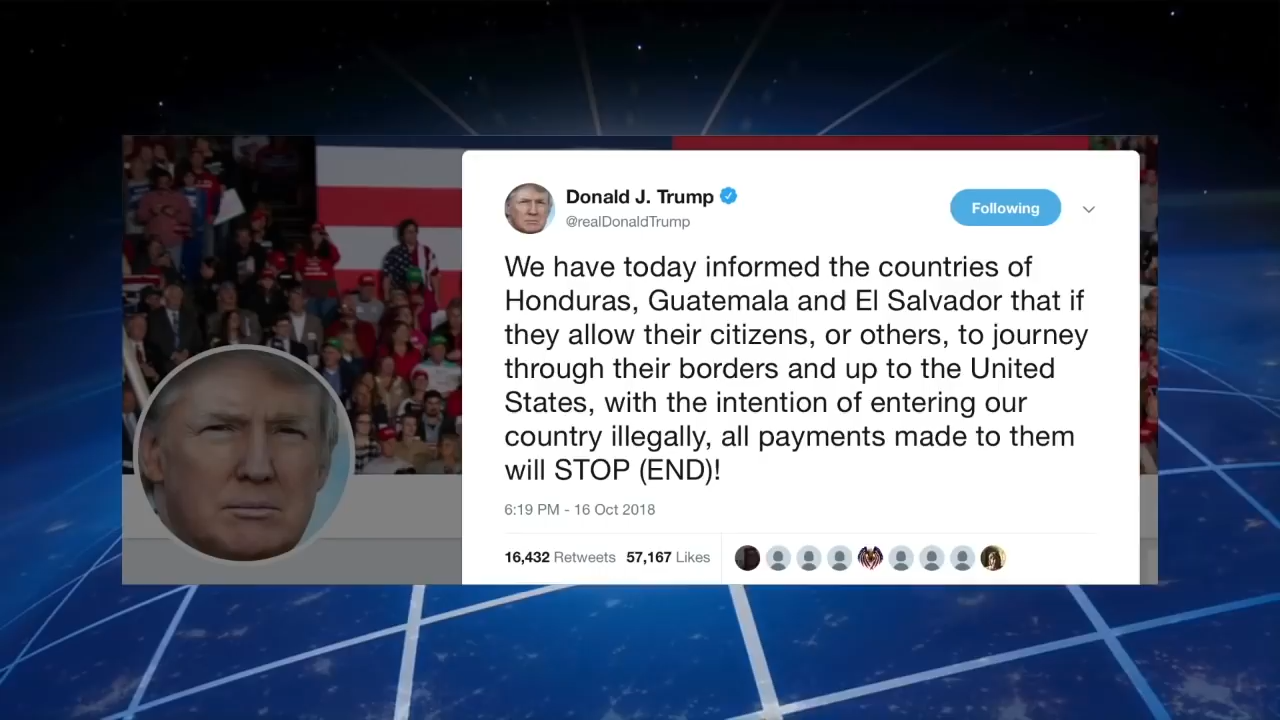 Donald J. Trump
@realDonaldTrump
Following
We have today informed the countries of
Honduras, Guatemala and El Salvador that if
they allow their citizens, or others, to journey
through their borders and up to the United
States, with the intention of entering our
country illegally, all payments made to them
will STOP (END)!
6:19 PM - 16 Oct 2018
16,432 Retweets 57,167 Likes